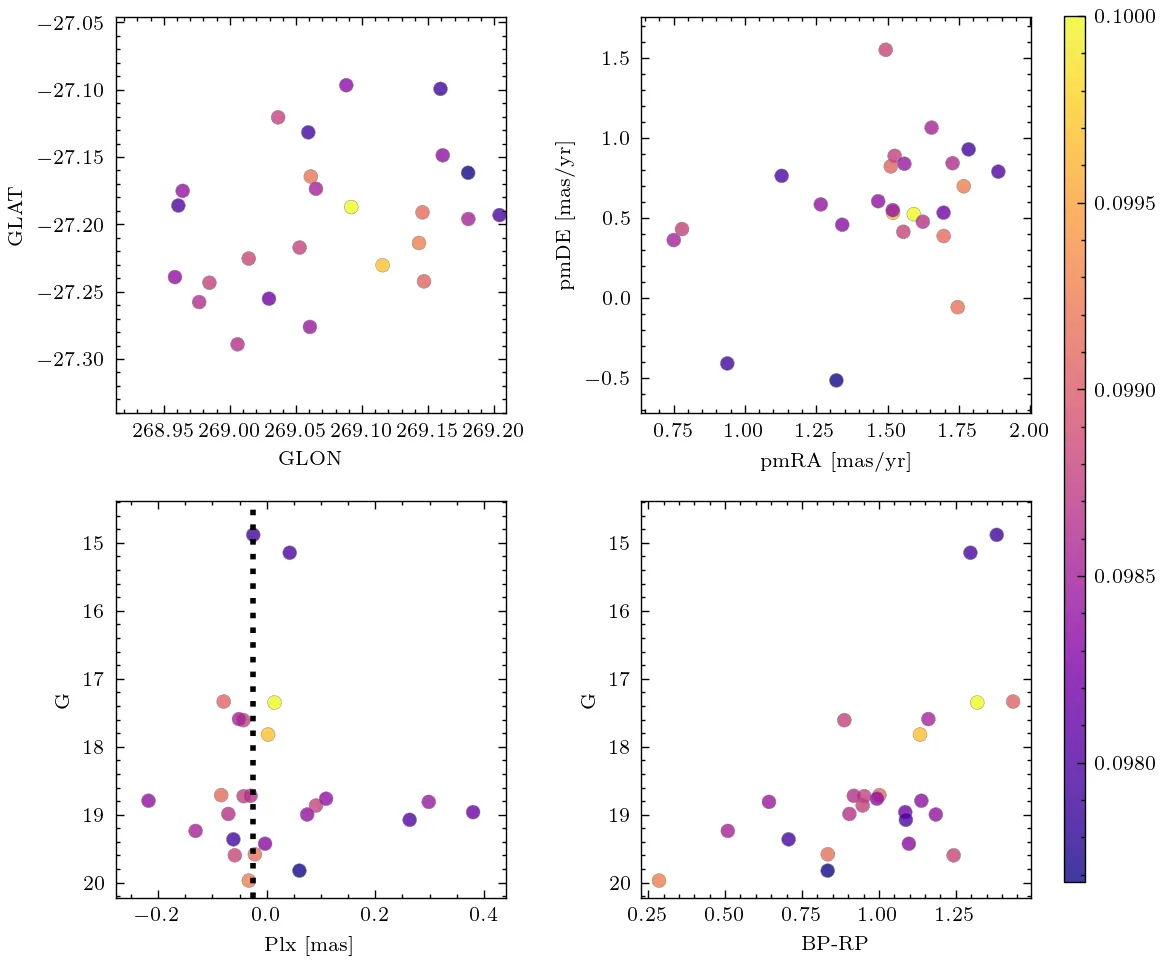 −27.05
−27.10
−27.15
−27.20
−27.25
−27.30
GLAT
268.95 269.00 269.05 269.10 269.15 269.20
GLON
1.5
1.0
0.5
0.0
−0.5
pmDE [mas/yr]
0.75 1.00 1.25 1.50 1.75 2.00
pmRA [mas/yr]
0.1000
0.0995
0.0990
0.0985
0.0980
15
16
17
18
19
20
G
−0.2 0.0 0.2 0.4
Plx [mas]
15
16
17
18
19
20
G
0.25 0.50 0.75 1.00 1.25
BP-RP